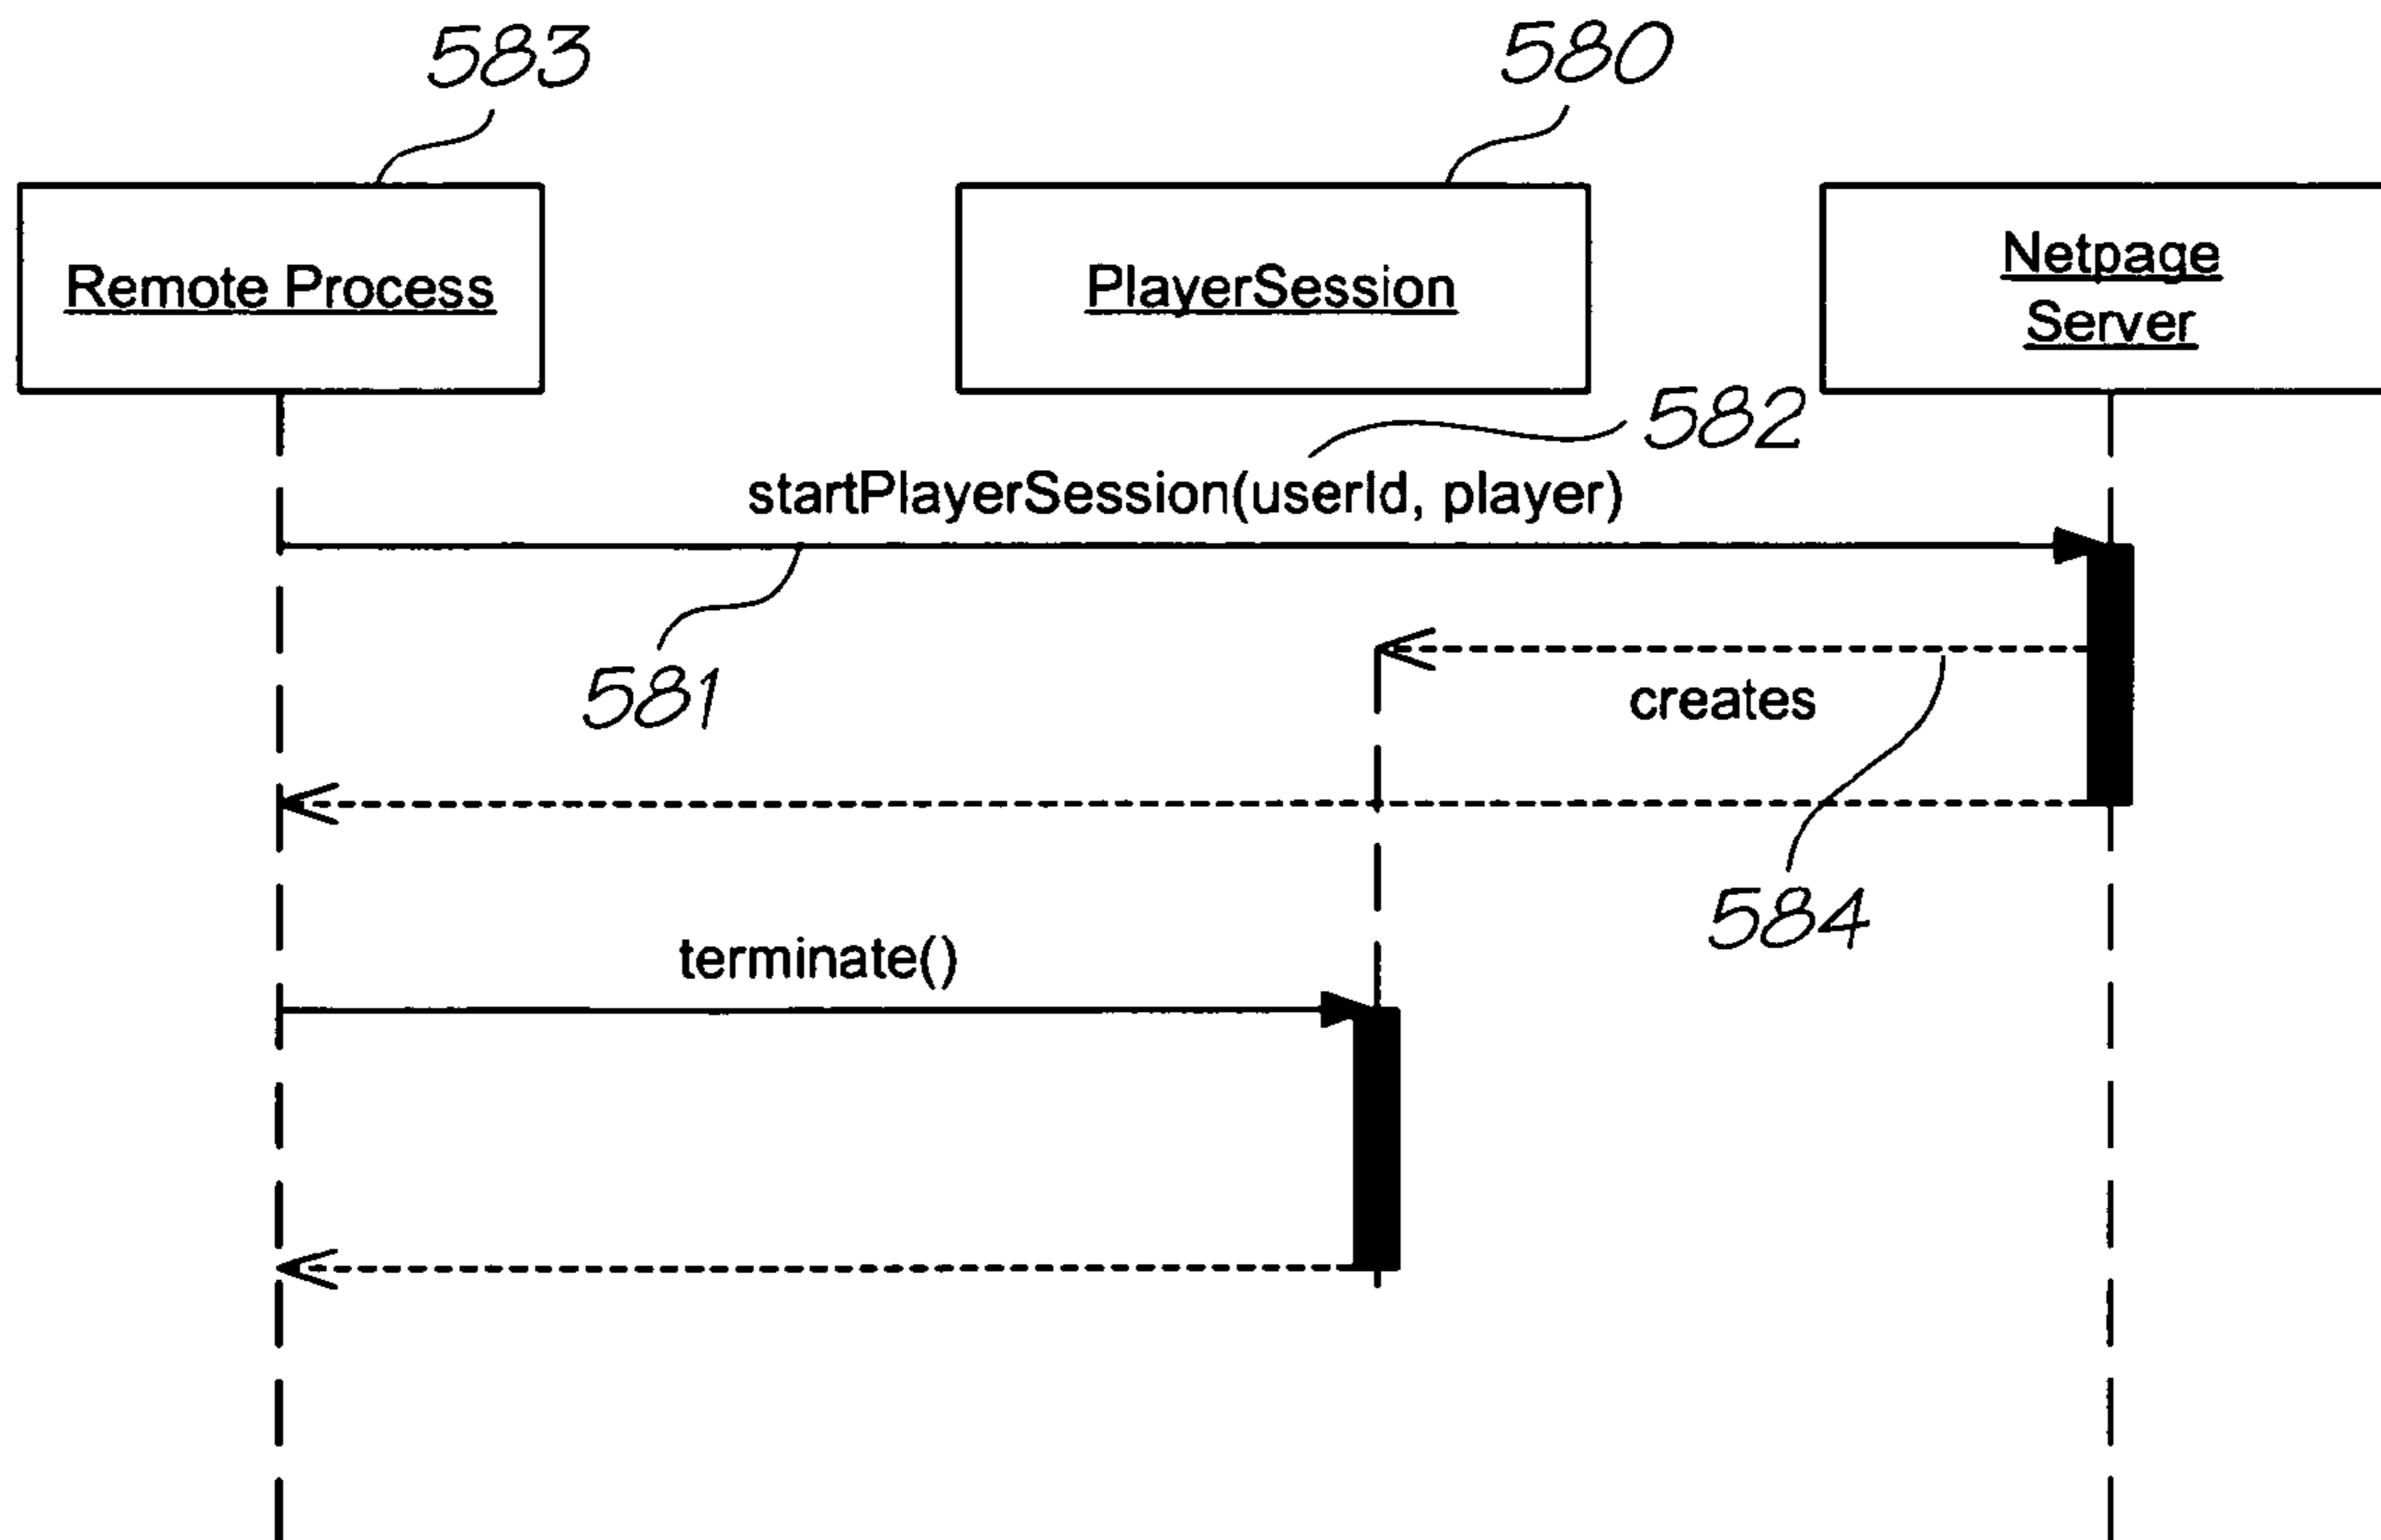 583
580
Remote Process
PlayerSession
Netpage
Server
582
startPlayerSession(userId, player)
581
creates
584
terminate()